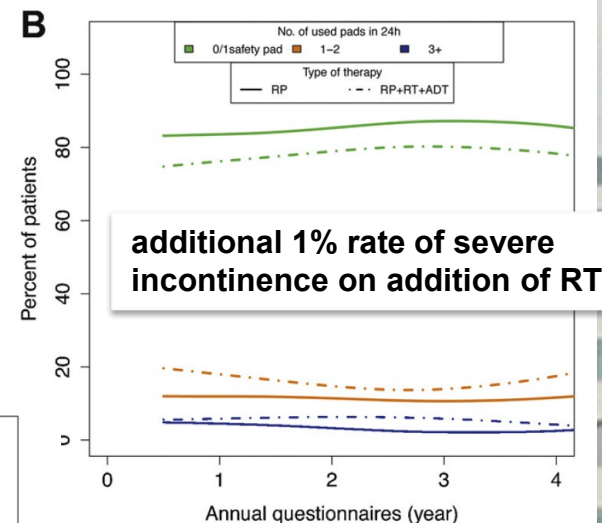 B
No. of used pads in 24h
0/1safety pad 1–2 3+
Type of therapy
RP RP+RT+ADT
Percent of patients
100
80
60
40
20
additional 1% rate of severe
incontinence on addition of RT
0 1 2 3 4
Annual questionnaires (year)